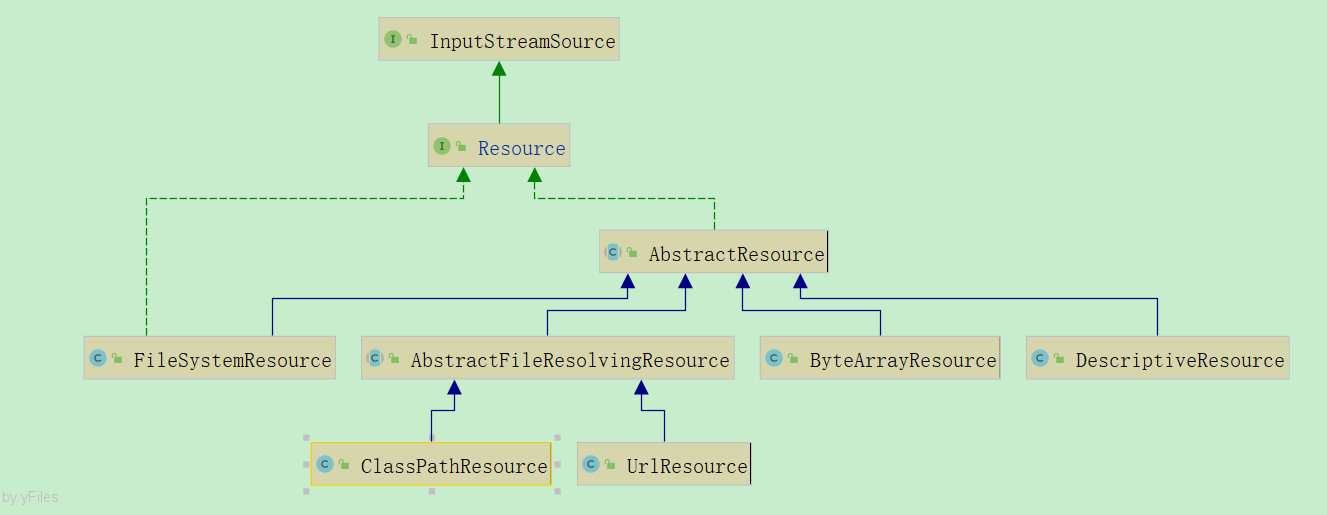 InputStreamSource
Resource
AbstractResource
FileSystemResource
AbstractFileResolvingResource
ByteArrayResource
DescriptiveResource
ClassPathResource
UrlResource
by yFiles